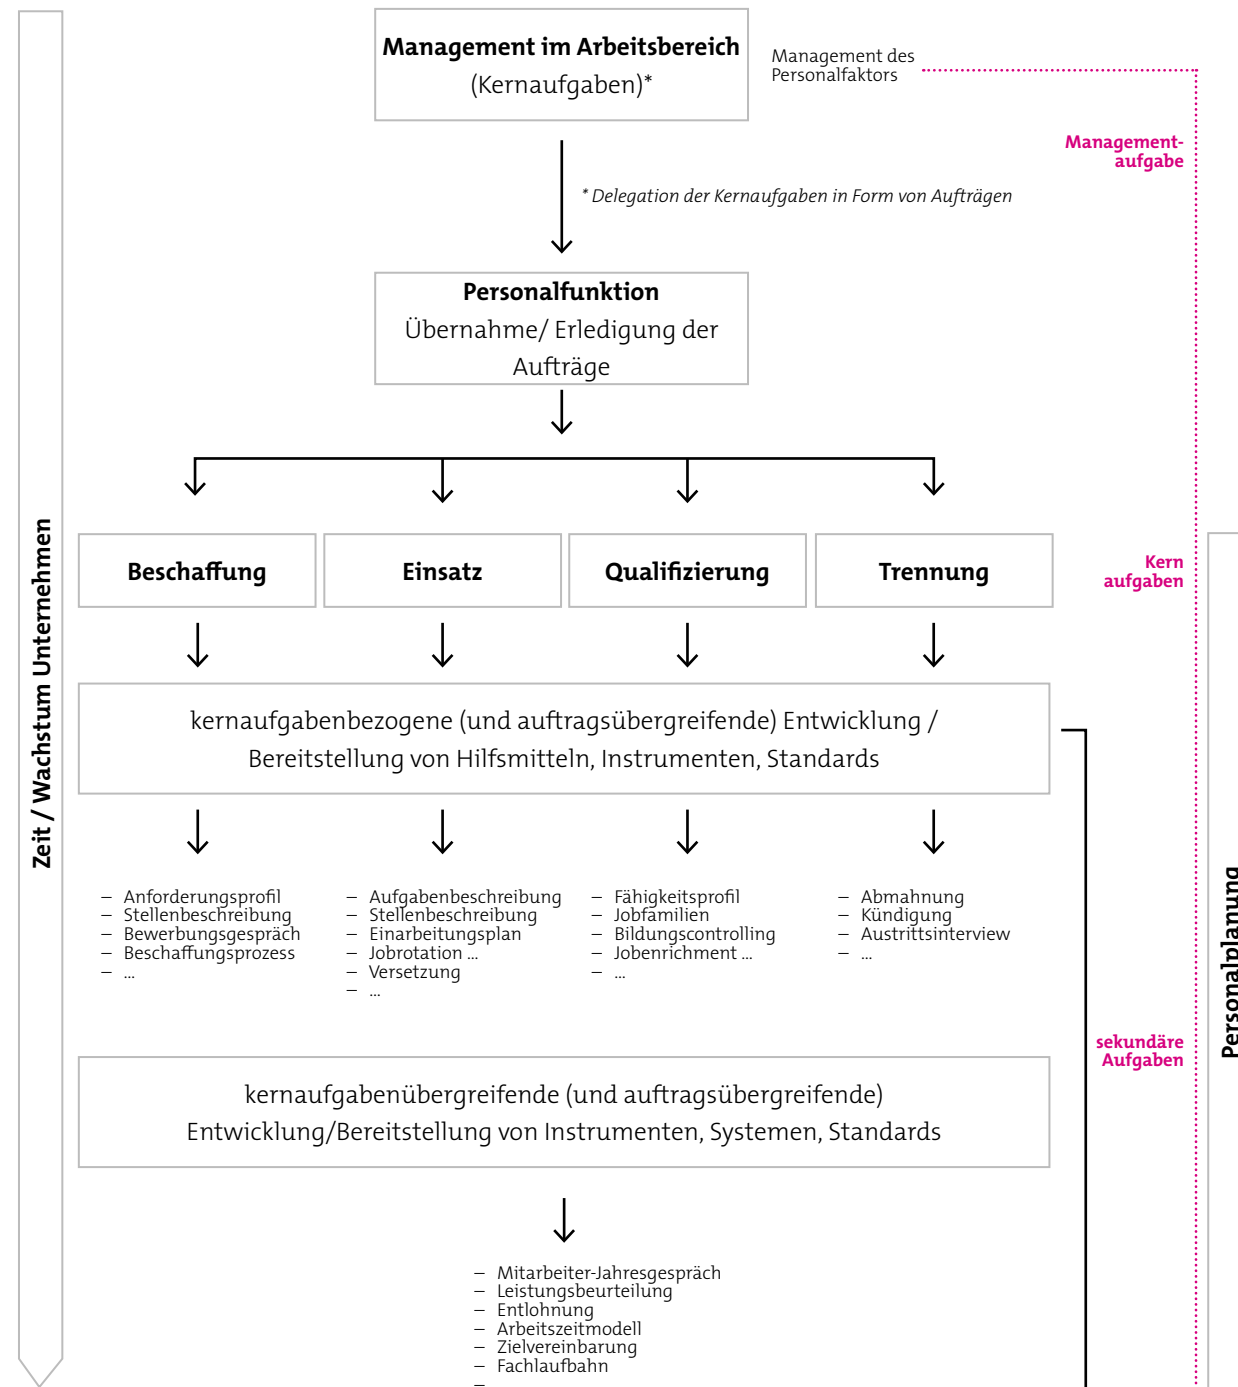 Management im Arbeitsbereich
(Kernaufgaben)*
Management des
Personalfaktors
Management-
aufgabe
* Delegation der Kernaufgaben in Form von Aufträgen
Personalfunktion
Übernahme/ Erledigung der
Aufträge
Zeit / Wachstum Unternehmen
Beschaffung
Einsatz
Qualifizierung
Trennung
Kern
aufgaben
kernaufgabenbezogene (und auftragsübergreifende) Entwicklung /
Bereitstellung von Hilfsmitteln, Instrumenten, Standards
– Anforderungsprofil
– Stellenbeschreibung
– Bewerbungsgespräch
– Beschaffungsprozess
– ...
– Aufgabenbeschreibung
– Stellenbeschreibung
– Einarbeitungsplan
– Jobrotation ...
– Versetzung
– ...
– Fähigkeitsprofil
– Jobfamilien
– Bildungscontrolling
– Jobenrichment ...
– ...
– Abmahnung
– Kündigung
– Austrittsinterview
– ...
Personalplanung
sekundäre
Aufgaben
kernaufgabenübergreifende (und auftragsübergreifende)
Entwicklung/Bereitstellung von Instrumenten, Systemen, Standards
– Mitarbeiter-Jahresgespräch
– Leistungsbeurteilung
– Entlohnung
– Arbeitszeitmodell
– Zielvereinbarung
– Fachlaufbahn
–